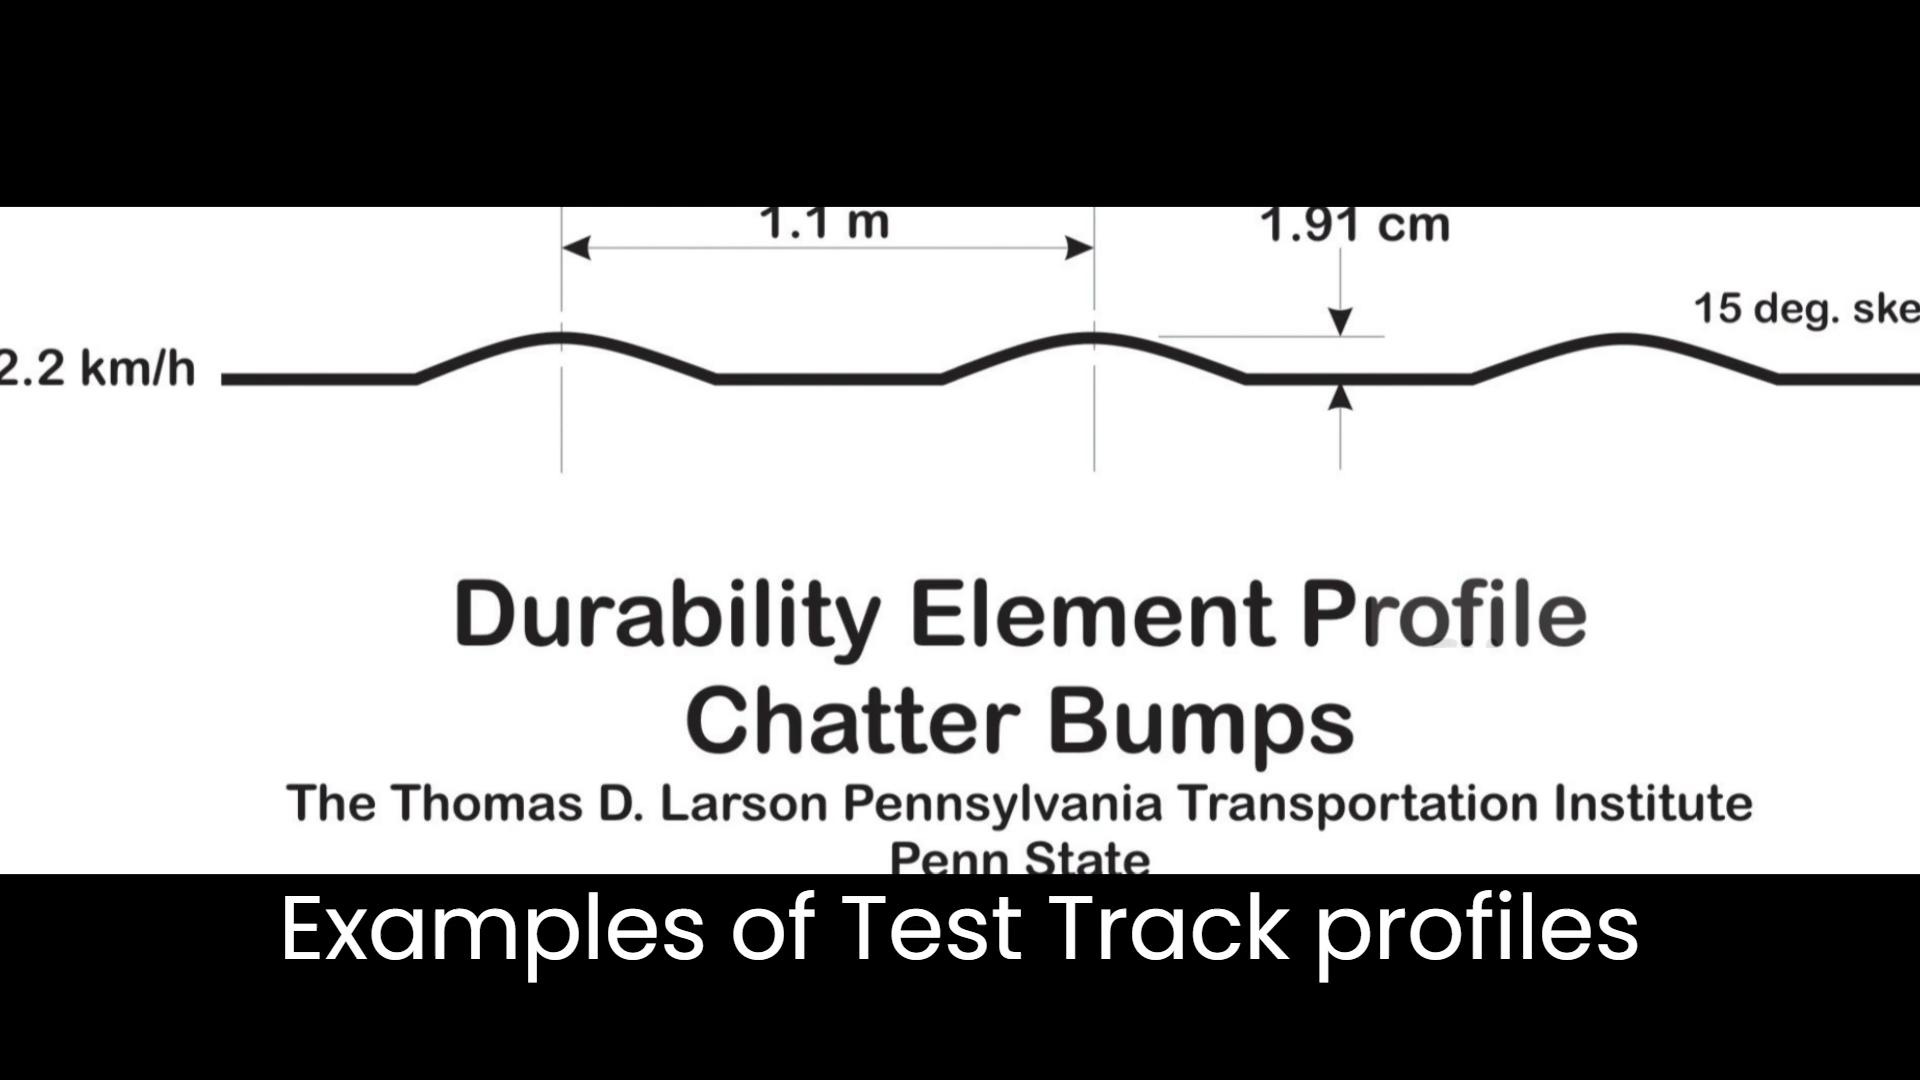 1.1 m
1.91 cm
15 deg. ske
2.2 km/h
Durability Element Profile
Chatter Bumps
The Thomas D. Larson Pennsylvania Transportation Institute
Penn State
Examples of Test Track profiles